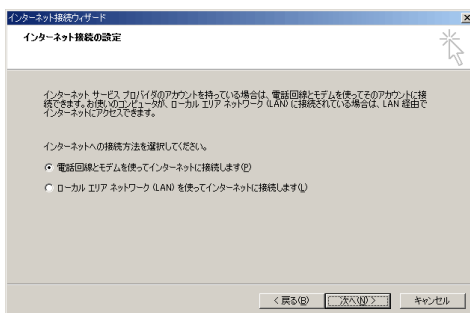 インターネット接続ウィザード
インターネット接続の設定
インターネット サービス プロバイダのアカウントを持っている場合は、電話回線とモデムを使ってそのアカウントに接
続できます。お使いのコンピュータが、ローカル エリア ネットワーク (LAN) に接続されている場合は、LAN 経由で
インターネットにアクセスできます。
インターネットへの接続方法を選択してください。
電話回線とモデムを使ってインターネットに接続します(P)
ローカル エリア ネットワーク (LAN) を使ってインターネットに接続します(L)
< 戻る(B)
次へ(N) >
キャンセル